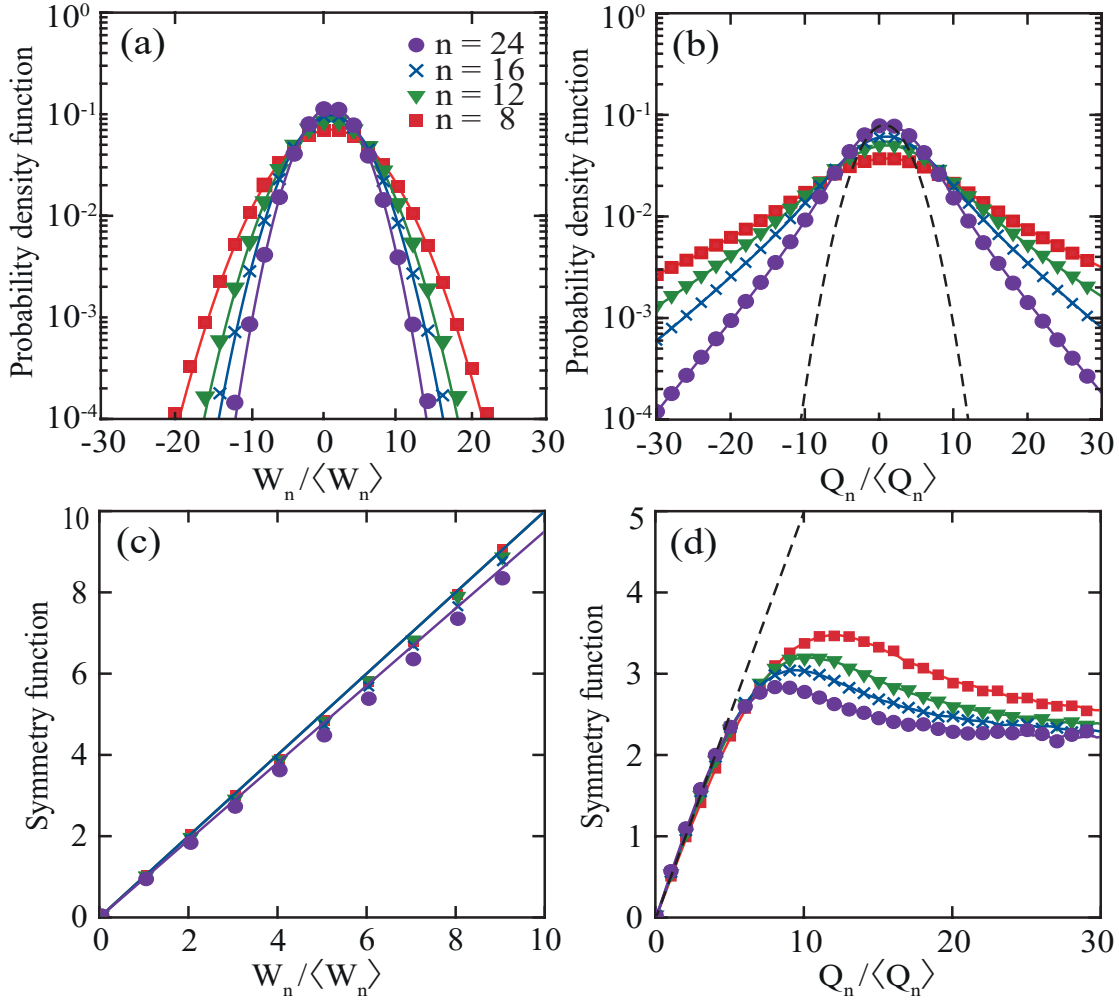 (a)
n = 24
n = 16
n = 12
n = 8
Probability density function
10^0
10^-1
10^-2
10^-3
10^-4
-30 -20 -10 0 10 20 30
W_n/⟨W_n⟩
(b)
Probability density function
10^0
10^-1
10^-2
10^-3
10^-4
-30 -20 -10 0 10 20 30
Q_n/⟨Q_n⟩
(c)
Symmetry function
10
8
6
4
2
0
0 2 4 6 8 10
W_n/⟨W_n⟩
(d)
Symmetry function
5
4
3
2
1
0
0 10 20 30
Q_n/⟨Q_n⟩